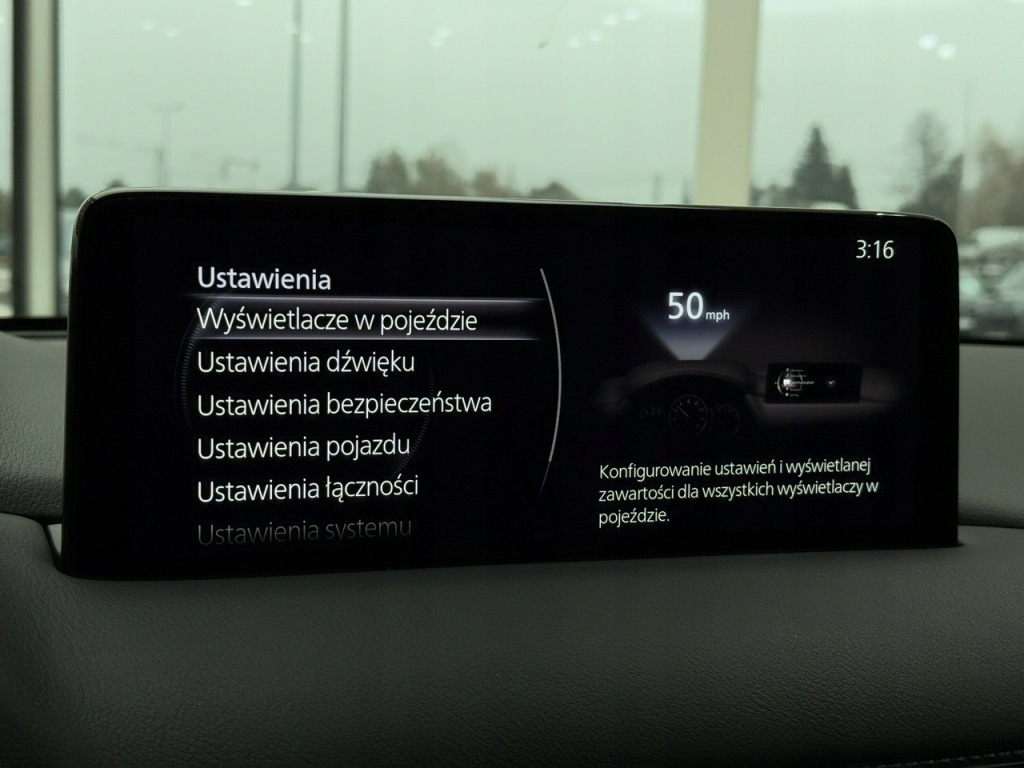 3:16
Ustawienia
Wyświetlacze w pojeździe
Ustawienia dźwięku
Ustawienia bezpieczeństwa
Ustawienia pojazdu
Ustawienia łączności
Ustawienia systemu
50 mph
Konfigurowanie ustawień i wyświetlanej
zawartości dla wszystkich wyświetlaczy w
pojeździe.